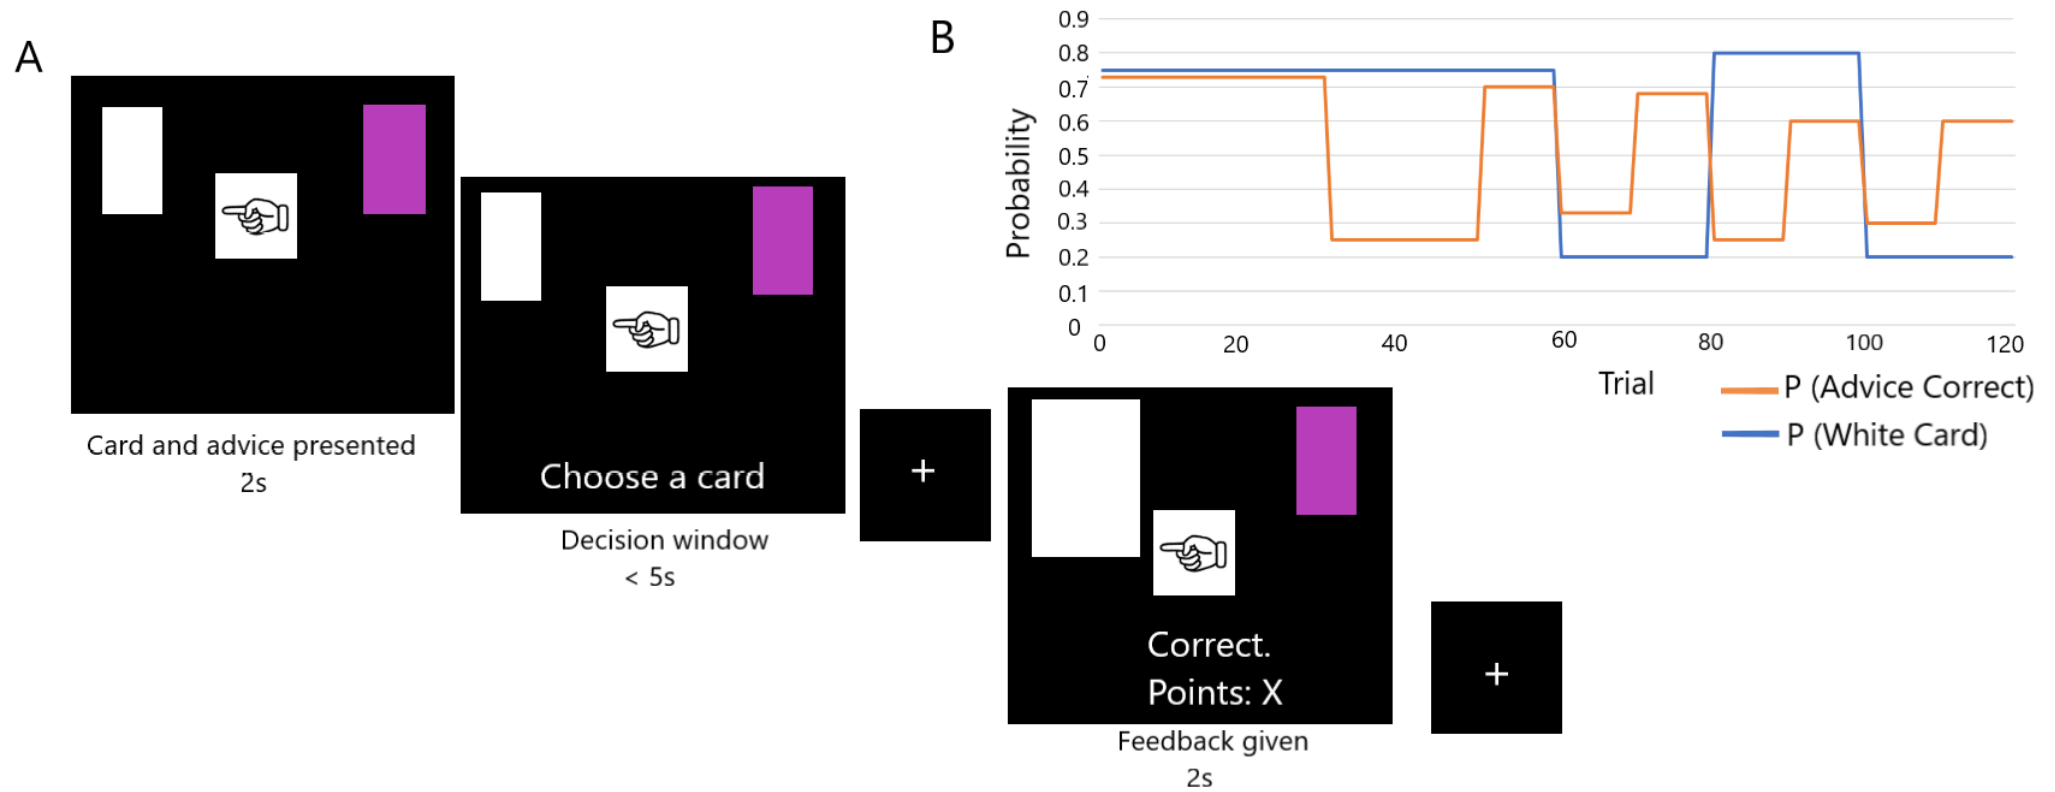 A
Card and advice presented
2s
Choose a card
Decision window
< 5s
+
Correct.
Points: X
Feedback given
2s
+
B
Probability
0.9
0.8
0.7
0.6
0.5
0.4
0.3
0.2
0.1
0
0 20 40 60 80 100 120
Trial
P (Advice Correct)
P (White Card)